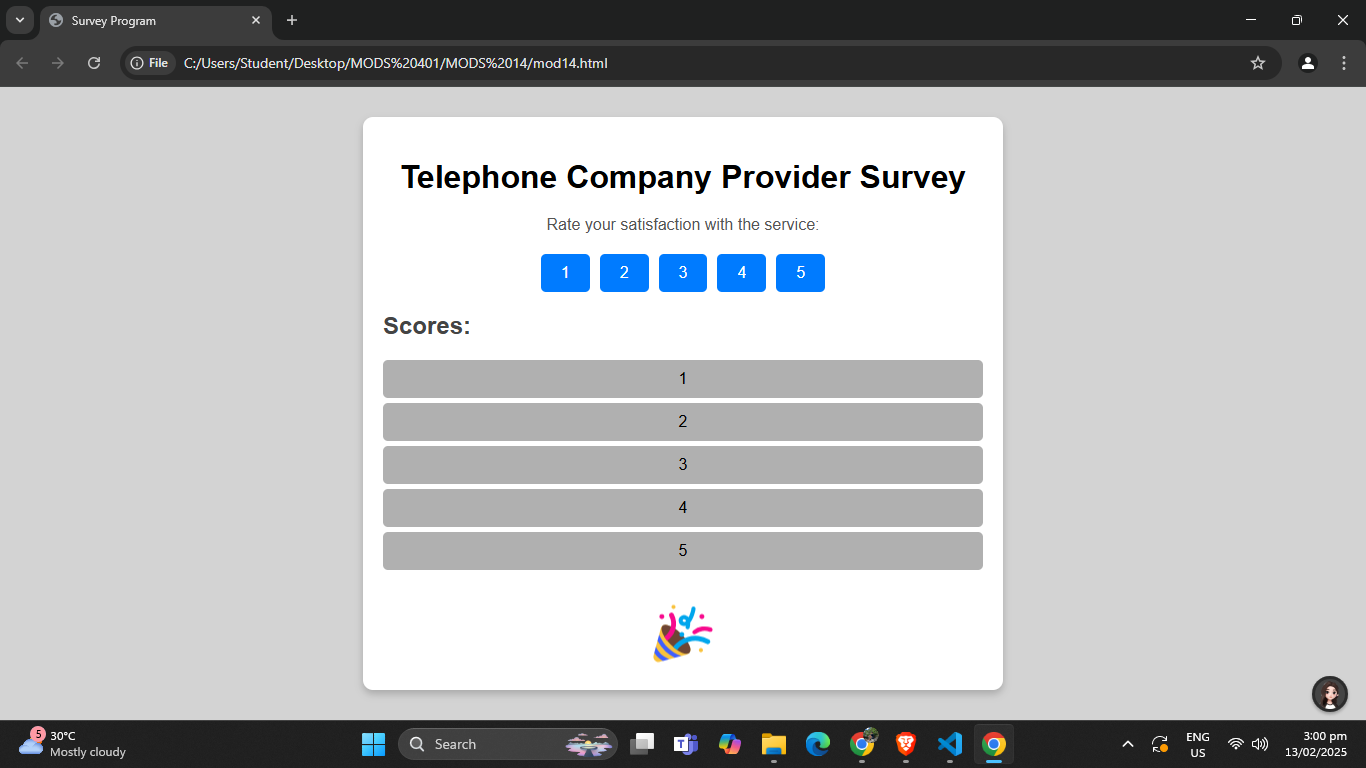 Survey Program
File
C:/Users/Student/Desktop/MODS%20401/MODS%2014/mod14.html
Telephone Company Provider Survey
Rate your satisfaction with the service:
1 2 3 4 5
Scores:
1
2
3
4
5
5
30°C
Mostly cloudy
Search
ENG
US
3:00 pm
13/02/2025